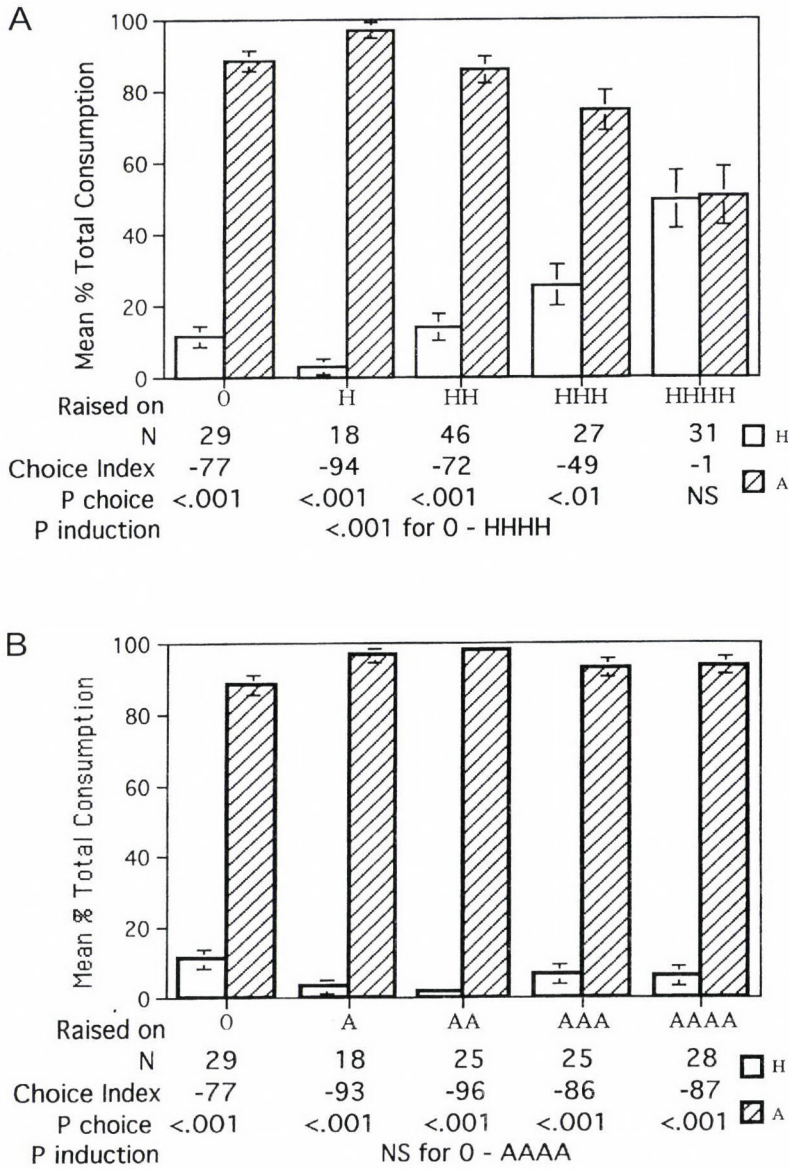 A
Mean % Total Consumption
100
80
60
40
20
0
Raised on 0 H HH HHH HHHH
N 29 18 46 27 31
Choice Index -77 -94 -72 -49 -1
P choice <.001 <.001 <.001 <.01 NS
P induction <.001 for 0 - HHHH
H
A
B
Mean % Total Consumption
100
80
60
40
20
0
Raised on 0 A AA AAA AAAA
N 29 18 25 25 28
Choice Index -77 -93 -96 -86 -87
P choice <.001 <.001 <.001 <.001 <.001
P induction NS for 0 - AAAA
H
A